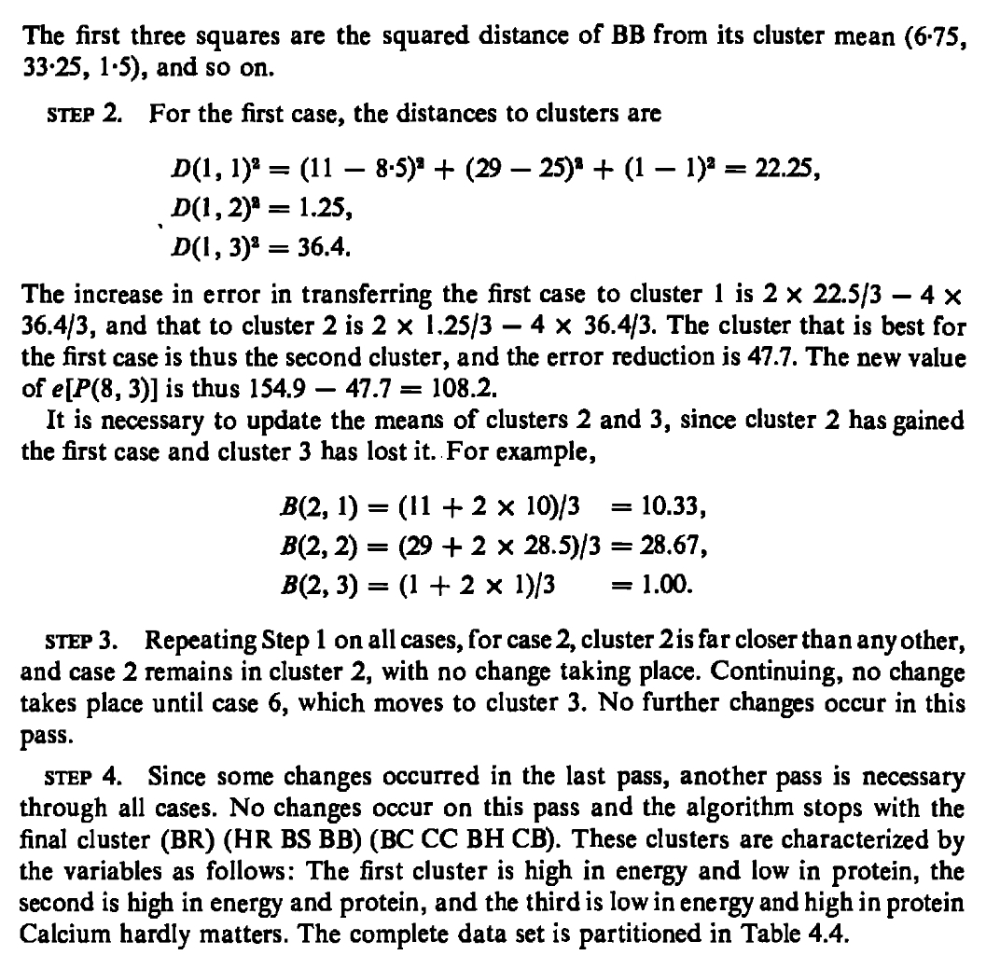 The first three squares are the squared distance of BB from its cluster mean (6·75,
33·25, 1·5), and so on.
STEP 2. For the first case, the distances to clusters are
D(1, 1)² = (11 − 8·5)² + (29 − 25)² + (1 − 1)² = 22.25,
D(1, 2)² = 1.25,
D(1, 3)² = 36.4.
The increase in error in transferring the first case to cluster 1 is 2 × 22.5/3 − 4 ×
36.4/3, and that to cluster 2 is 2 × 1.25/3 − 4 × 36.4/3. The cluster that is best for
the first case is thus the second cluster, and the error reduction is 47.7. The new value
of e[P(8, 3)] is thus 154.9 − 47.7 = 108.2.
It is necessary to update the means of clusters 2 and 3, since cluster 2 has gained
the first case and cluster 3 has lost it. For example,
B(2, 1) = (11 + 2 × 10)/3 = 10.33,
B(2, 2) = (29 + 2 × 28.5)/3 = 28.67,
B(2, 3) = (1 + 2 × 1)/3 = 1.00.
STEP 3. Repeating Step 1 on all cases, for case 2, cluster 2 is far closer than any other,
and case 2 remains in cluster 2, with no change taking place. Continuing, no change
takes place until case 6, which moves to cluster 3. No further changes occur in this
pass.
STEP 4. Since some changes occurred in the last pass, another pass is necessary
through all cases. No changes occur on this pass and the algorithm stops with the
final cluster (BR) (HR BS BB) (BC CC BH CB). These clusters are characterized by
the variables as follows: The first cluster is high in energy and low in protein, the
second is high in energy and protein, and the third is low in energy and high in protein
Calcium hardly matters. The complete data set is partitioned in Table 4.4.